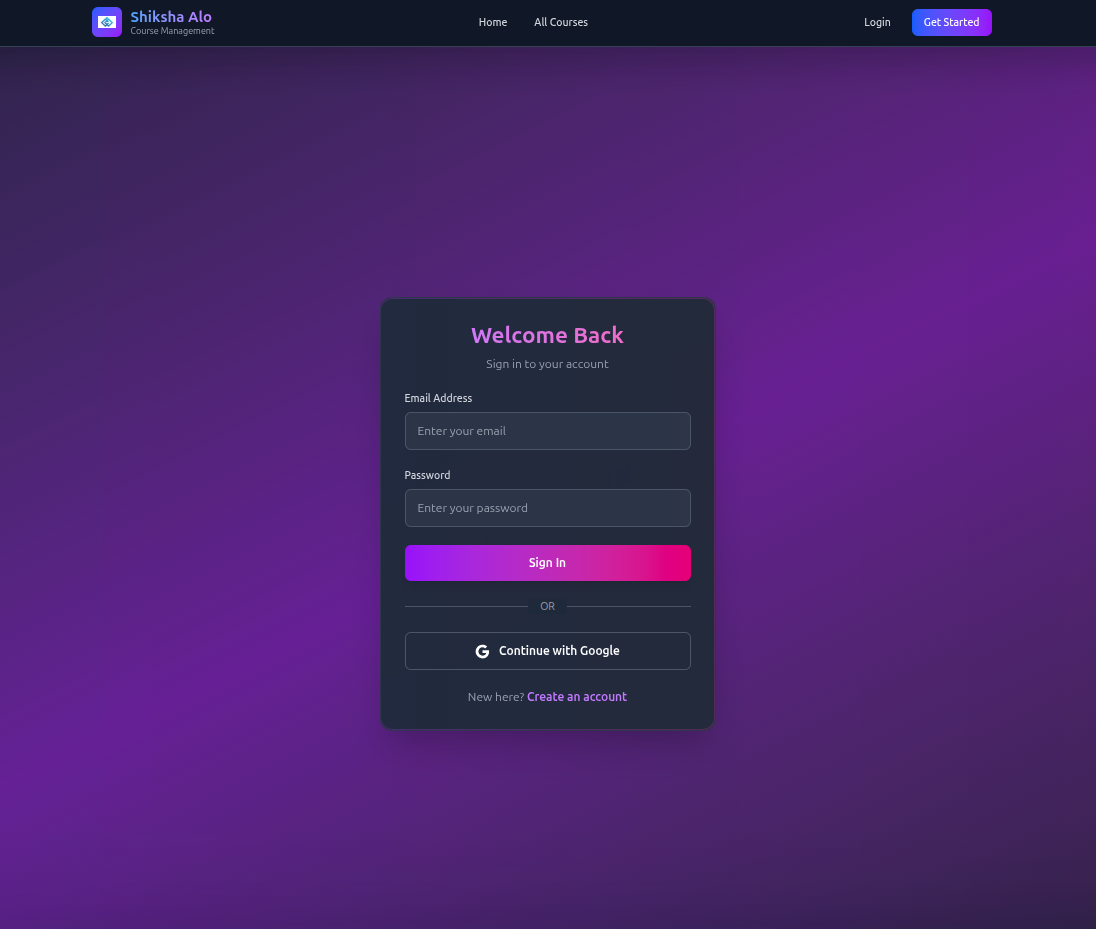 Shiksha Alo
Course Management
Home
All Courses
Login
Get Started
Welcome Back
Sign in to your account
Email Address
Enter your email
Password
Enter your password
Sign In
OR
Continue with Google
New here? Create an account